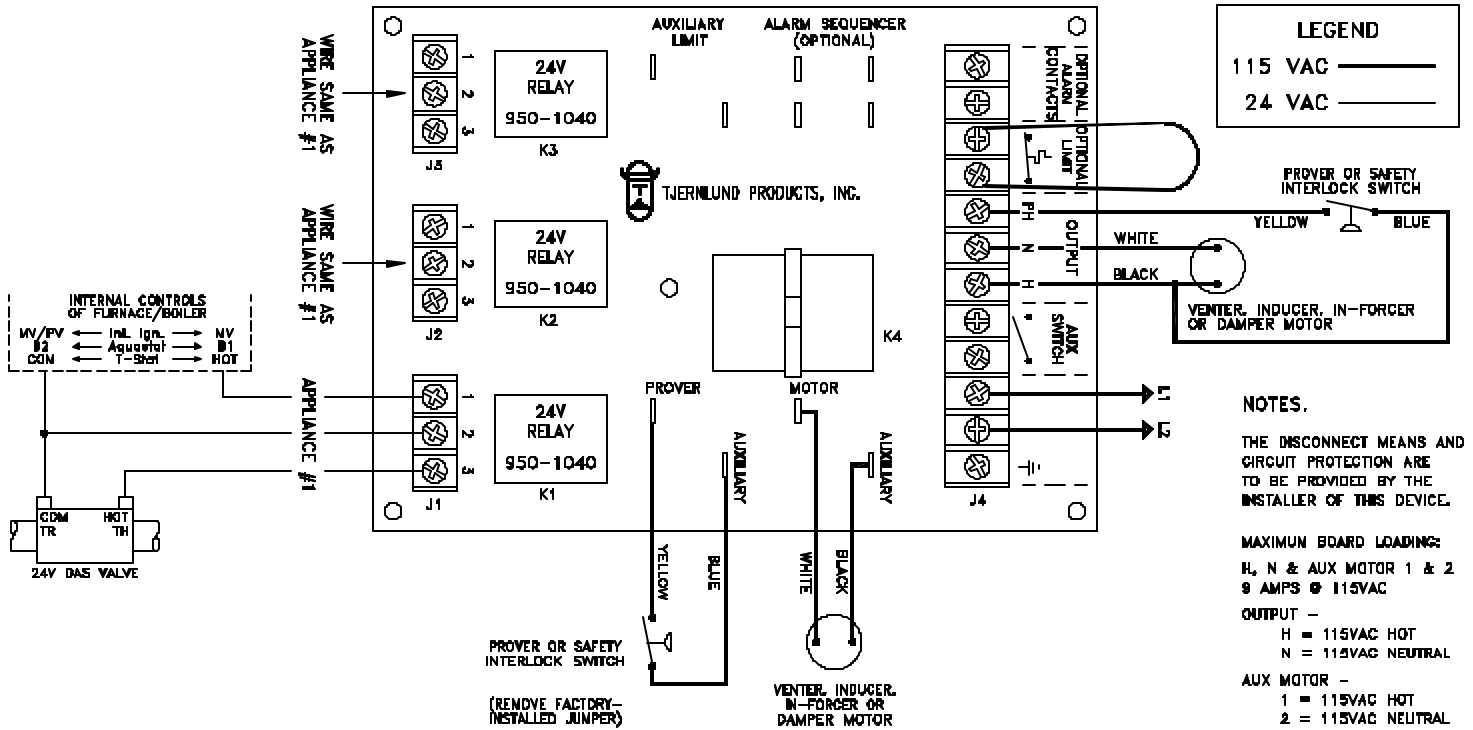 AUXILIARY
LIMIT
ALARM SEQUENCER
(OPTIONAL)
LEGEND
115 VAC
24 VAC
WIRE SAME AS
APPLIANCE #1
1
2
3
J3
24V
RELAY
950-1040
K3
OPTIONAL
ALARM
CONTACTS
OPTIONAL
LIMIT
TJERNLUND PRODUCTS, INC.
PROVER OR SAFETY
INTERLOCK SWITCH
YELLOW
BLUE
WIRE SAME AS
APPLIANCE #1
1
2
3
J2
24V
RELAY
950-1040
K2
PH
N
H
OUTPUT
WHITE
BLACK
VENTER, INDUCER, IN-FORCER
OR DAMPER MOTOR
AUX
SWITCH
K4
INTERNAL CONTROLS
OF FURNACE/BOILER
MV/PV Int. Ign. MV
B2 Aquastat B1
COM T-Stat HOT
APPLIANCE #1
1
2
3
J1
24V
RELAY
950-1040
K1
PROVER
MOTOR
AUXILIARY
AUXILIARY
L1
L2
J4
COM HOT
TR TH
24V GAS VALVE
YELLOW
BLUE
WHITE
BLACK
PROVER OR SAFETY
INTERLOCK SWITCH
(REMOVE FACTORY-
INSTALLED JUMPER)
VENTER, INDUCER,
IN-FORCER OR
DAMPER MOTOR
NOTES,
THE DISCONNECT MEANS AND
CIRCUIT PROTECTION ARE
TO BE PROVIDED BY THE
INSTALLER OF THIS DEVICE.
MAXIMUM BOARD LOADING:
H, N & AUX MOTOR 1 & 2
9 AMPS @ 115VAC
OUTPUT -
H = 115VAC HOT
N = 115VAC NEUTRAL
AUX MOTOR -
1 = 115VAC HOT
2 = 115VAC NEUTRAL